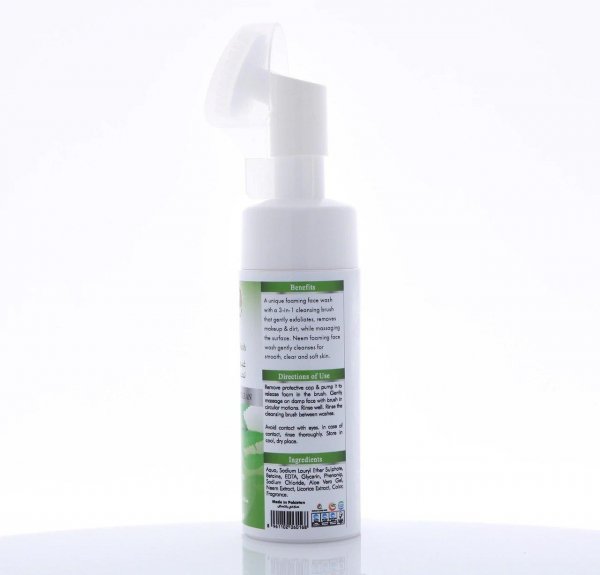 Benefits
A unique foaming face wash
with a 3-in-1 cleansing brush
that gently exfoliates, removes
makeup & dirt, while massaging
the surface. Neem foaming face
wash gently cleanses for
smooth, clear and soft skin.
Directions of Use
Remove protective cap & pump it to
release foam in the brush. Gently
massage on damp face with brush in
circular motions. Rinse well. Rinse the
cleansing brush between washes.
Avoid contact with eyes. In case of
contact, rinse thoroughly. Store in
cool, dry place.
Ingredients
Aqua, Sodium Lauryl Ether Sulphate,
Betaine, EDTA, Glycerin, Phenonip,
Sodium Chloride, Aloe Vera Gel,
Neem Extract, Licorice Extract, Color,
Fragrance.
Made in Pakistan
8 961102 060168